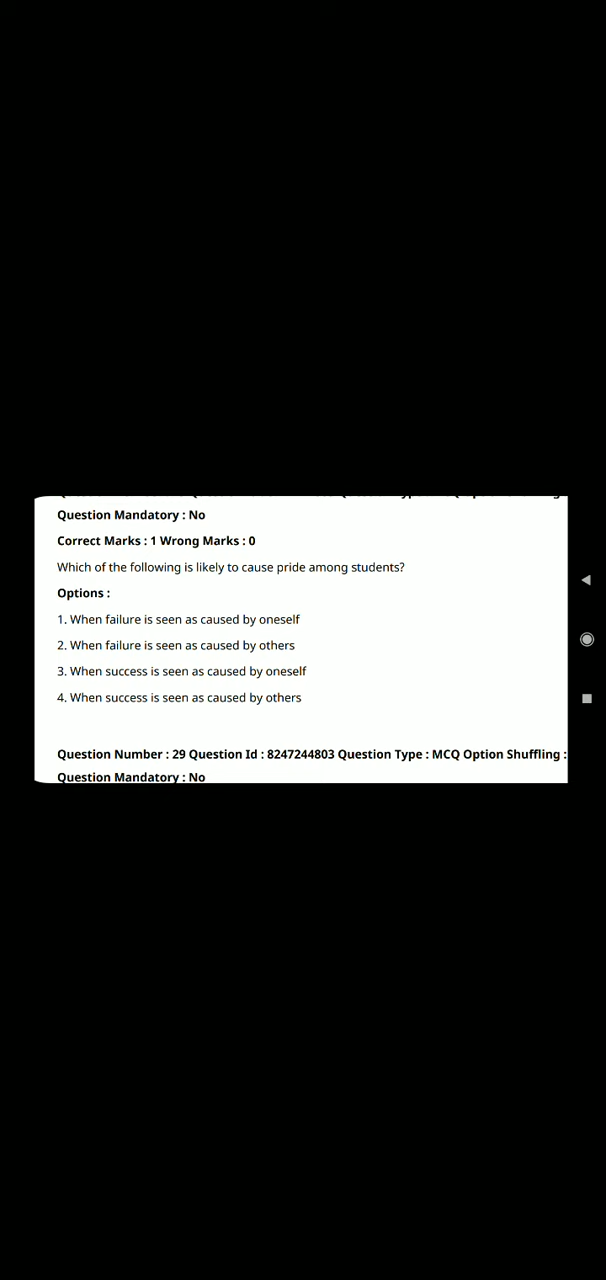 Question Mandatory : No
Correct Marks : 1 Wrong Marks : 0
Which of the following is likely to cause pride among students?
Options :
1. When failure is seen as caused by oneself
2. When failure is seen as caused by others
3. When success is seen as caused by oneself
4. When success is seen as caused by others
Question Number : 29 Question Id : 8247244803 Question Type : MCQ Option Shuffling :
Question Mandatory : No